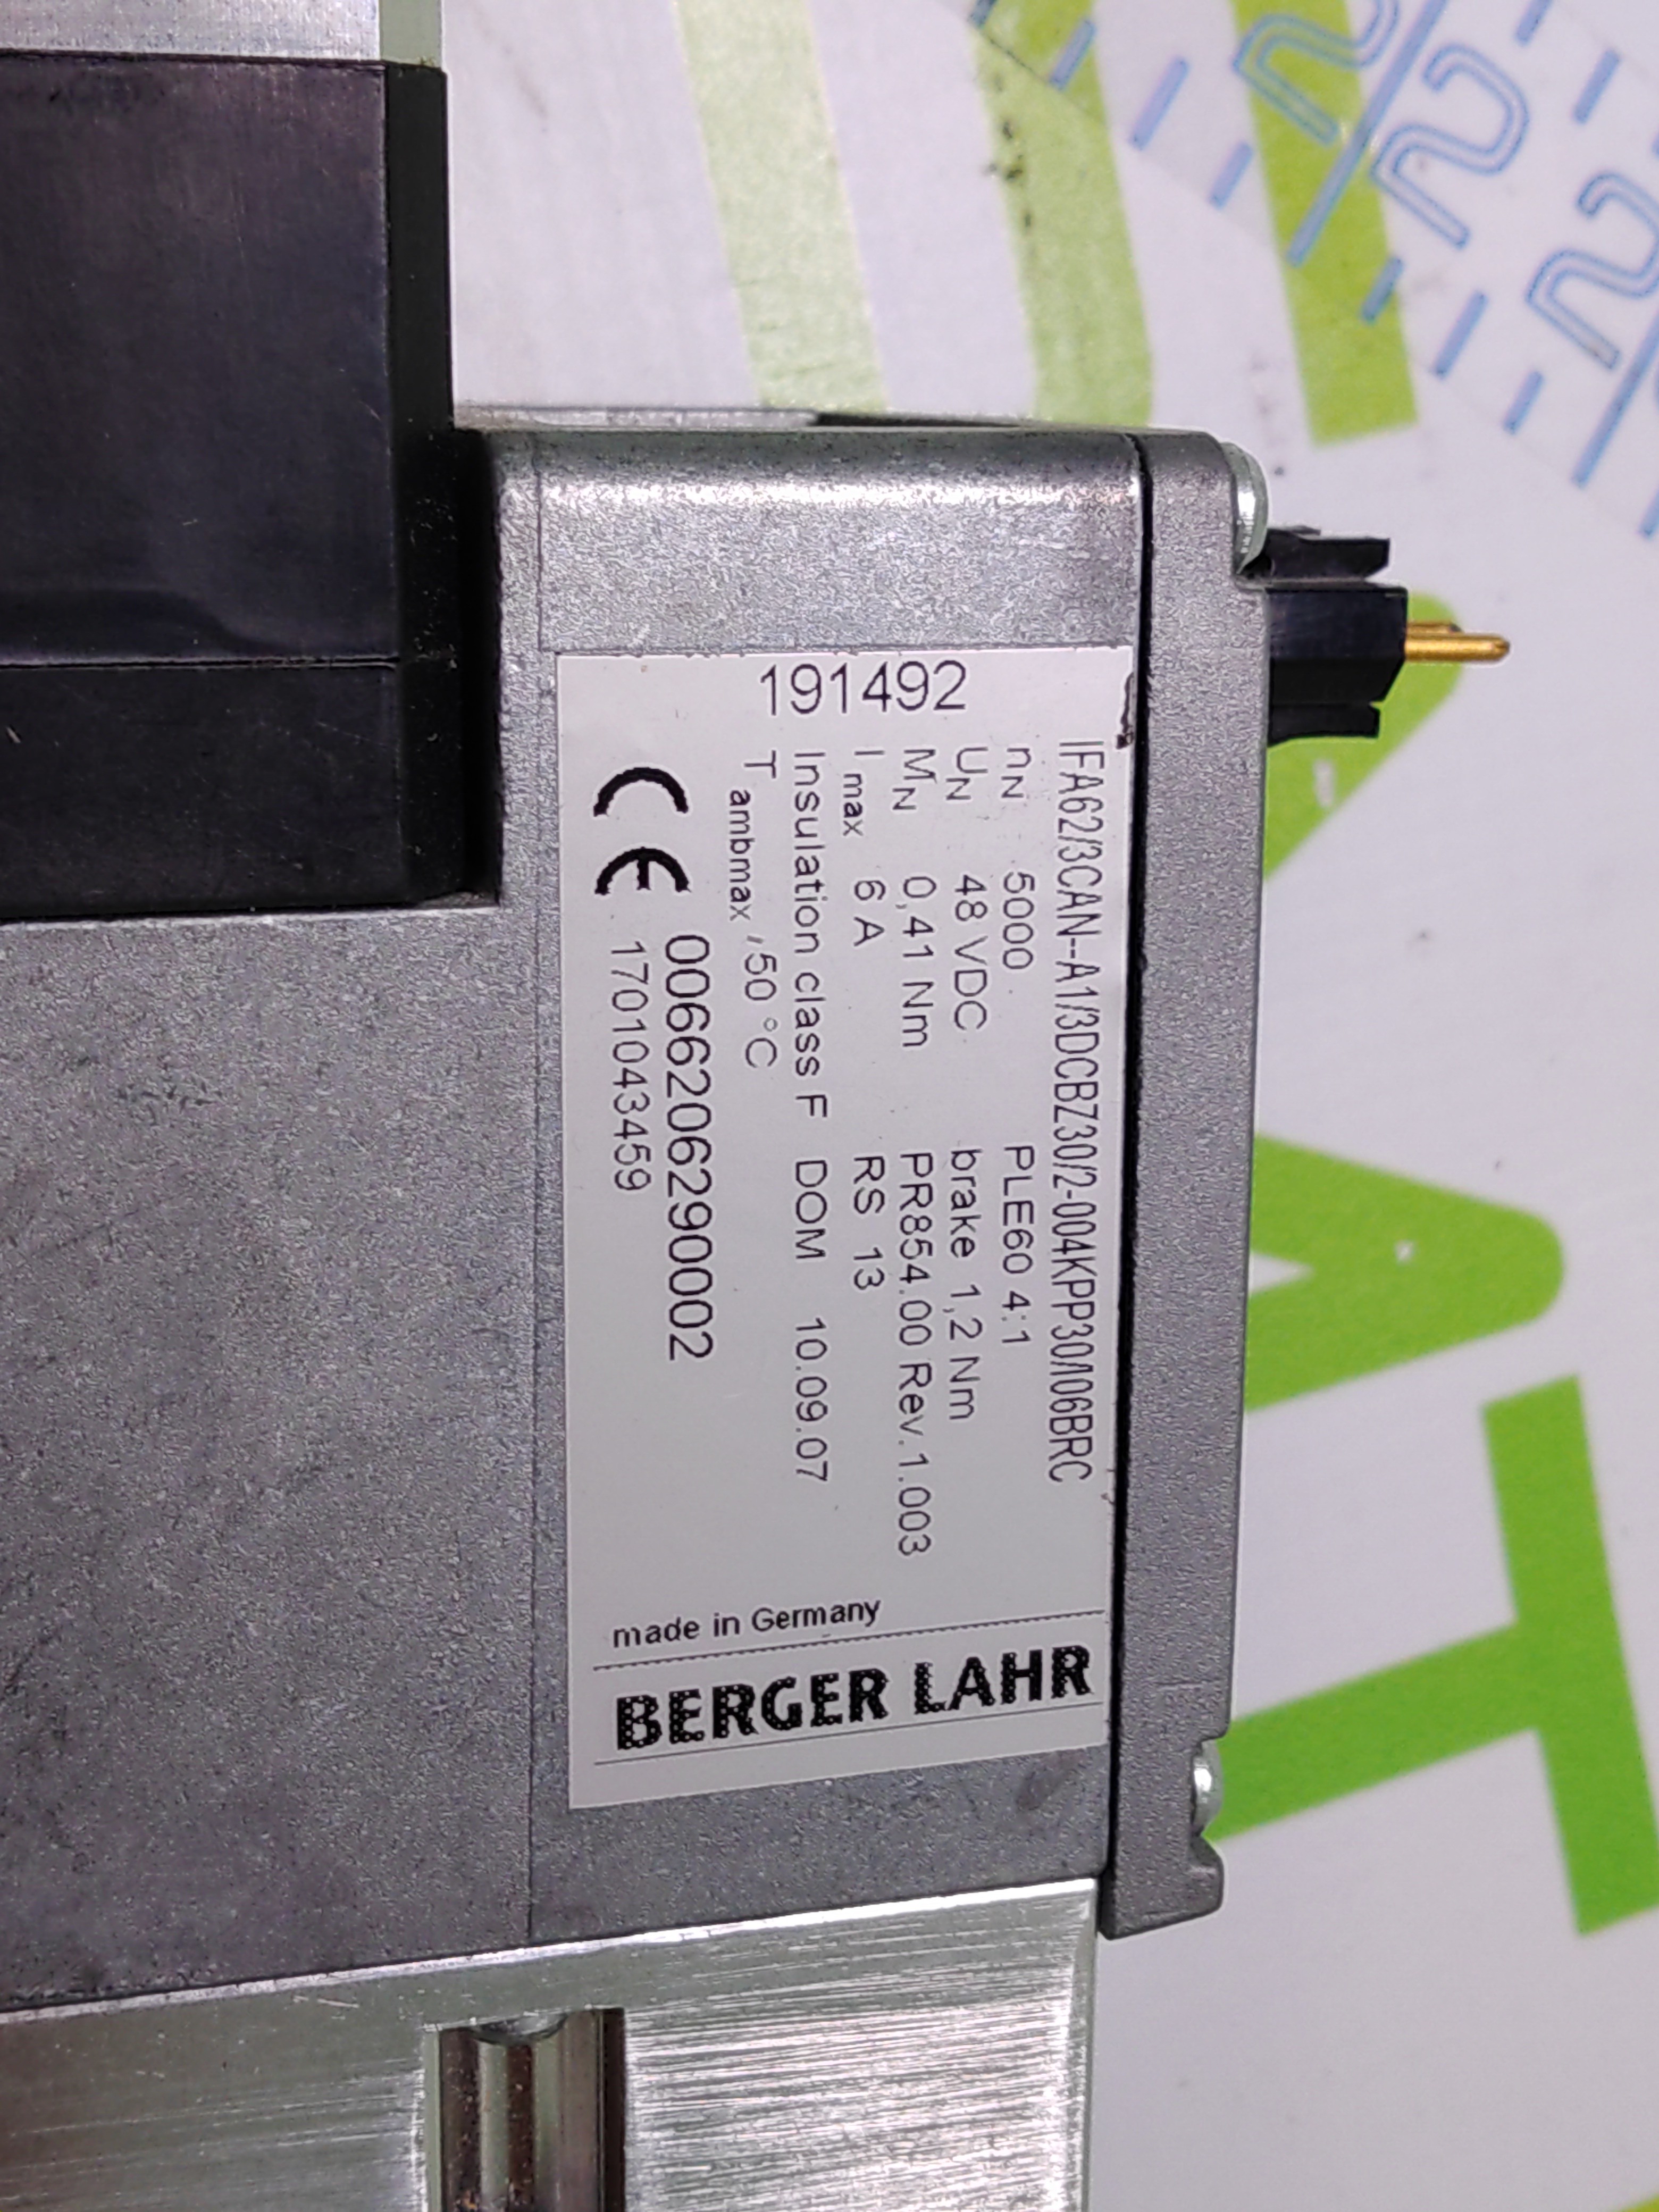 191492
IFA62/3CAN--A1/3DCBZ30/2-004KPP30/I06BRC
nN 5000 PLE60 4:1
UN 48 VDC brake 1,2 Nm
MN 0,41 Nm PR854.00 Rev.1.003
I max 6 A RS 13
Insulation class F DOM 10.09.07
T ambmax ,50 °C
CE 0066206290002
1701043459
made in Germany
BERGER LAHR